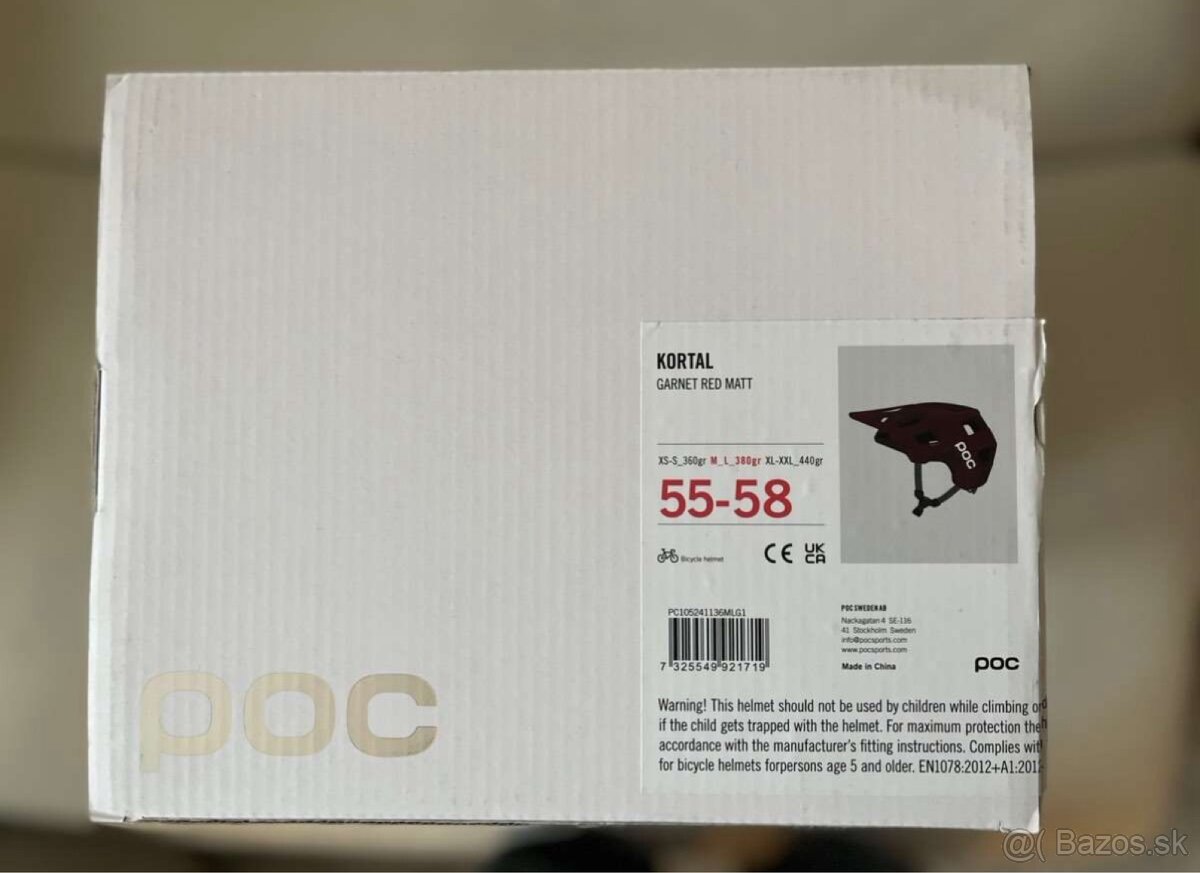 KORTAL
GARNET RED MATT
XS-S_360gr M_L_380gr XL-XXL_440gr
55-58
Bicycle helmet
CE UK CA
poc
PC105241136MLG1
7 325549 921719
POC SWEDEN AB
Nackagatan 4 SE-116
41 Stockholm Sweden
info@pocsports.com
www.pocsports.com
Made in China
poc
poc
Warning! This helmet should not be used by children while climbing or
if the child gets trapped with the helmet. For maximum protection the
accordance with the manufacturer's fitting instructions. Complies wit
for bicycle helmets forpersons age 5 and older. EN1078:2012+A1:2012
@( Bazos.sk